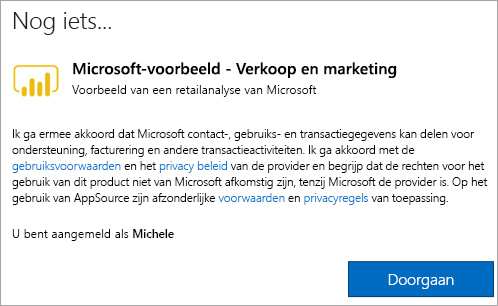 Nog iets...
Microsoft-voorbeeld - Verkoop en marketing
Voorbeeld van een retailanalyse van Microsoft
Ik ga ermee akkoord dat Microsoft contact-, gebruiks- en transactiegegevens kan delen voor
ondersteuning, facturering en andere transactieactiviteiten. Ik ga akkoord met de
gebruiksvoorwaarden en het privacy beleid van de provider en begrijp dat de rechten voor het
gebruik van dit product niet van Microsoft afkomstig zijn, tenzij Microsoft de provider is. Op het
gebruik van AppSource zijn afzonderlijke voorwaarden en privacyregels van toepassing.
U bent aangemeld als Michele
Doorgaan